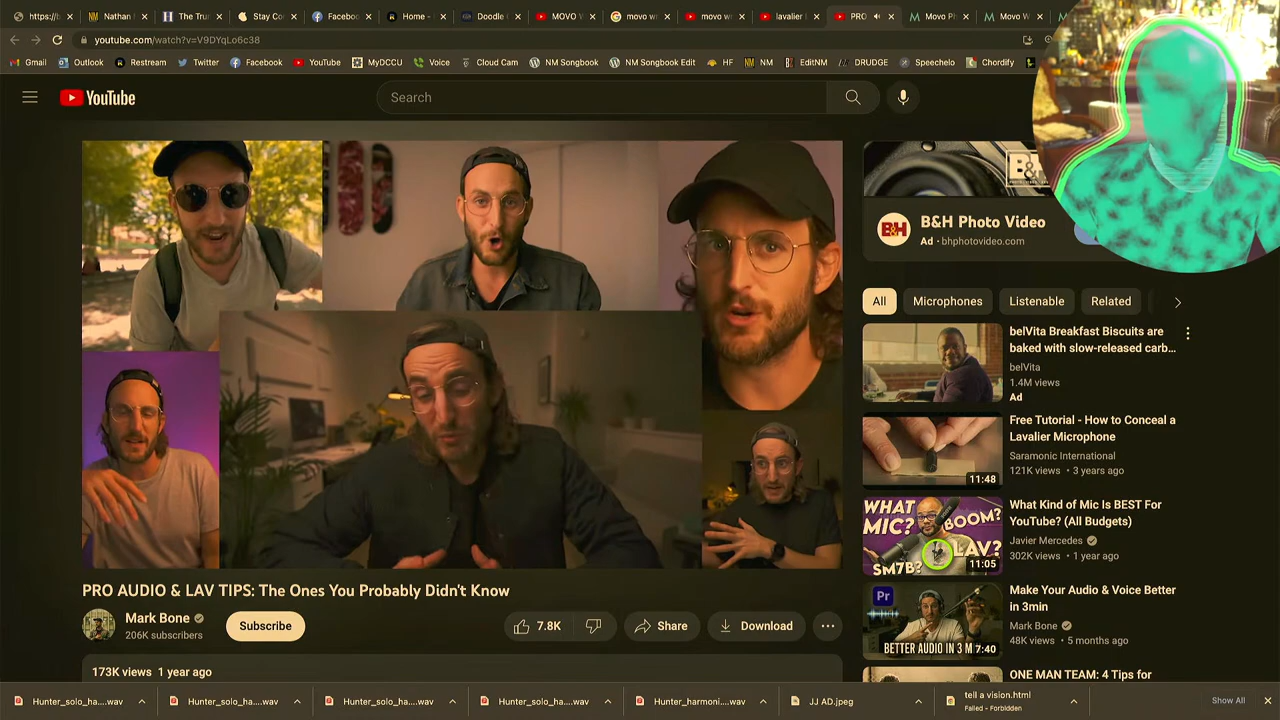 https://b
Nathan
The Trun
Stay Co
Faceboo
Home -
Doodle
MOVO W
movo w
movo w
lavalier
PRO
Movo P
Movo W
youtube.com/watch?v=V9DYqLo6c38
Gmail Outlook Restream Twitter Facebook YouTube MyDCCU Voice Cloud Cam NM Songbook NM Songbook Edit HF NM EditNM DRUDGE Speechelo Chordify
YouTube
Search
B&H
B&H Photo Video
Ad · bhphotovideo.com
All Microphones Listenable Related
belVita Breakfast Biscuits are
baked with slow-released carb...
belVita
1.4M views
Ad
Free Tutorial - How to Conceal a
Lavalier Microphone
Saramonic International
121K views • 3 years ago
11:48
WHAT
MIC?
BOOM?
LAV?
SM7B?
11:05
What Kind of Mic Is BEST For
YouTube? (All Budgets)
Javier Mercedes
302K views • 1 year ago
Pr
BETTER AUDIO IN 3 M
7:40
Make Your Audio & Voice Better
in 3min
Mark Bone
48K views • 5 months ago
ONE MAN TEAM: 4 Tips for
PRO AUDIO & LAV TIPS: The Ones You Probably Didn't Know
Mark Bone
206K subscribers
Subscribe
7.8K
Share
Download
173K views 1 year ago
Hunter_solo_ha....wav
Hunter_solo_ha....wav
Hunter_solo_ha....wav
Hunter_solo_ha....wav
Hunter_harmoni....wav
JJ AD.jpeg
tell a vision.html
Failed - Forbidden
Show All